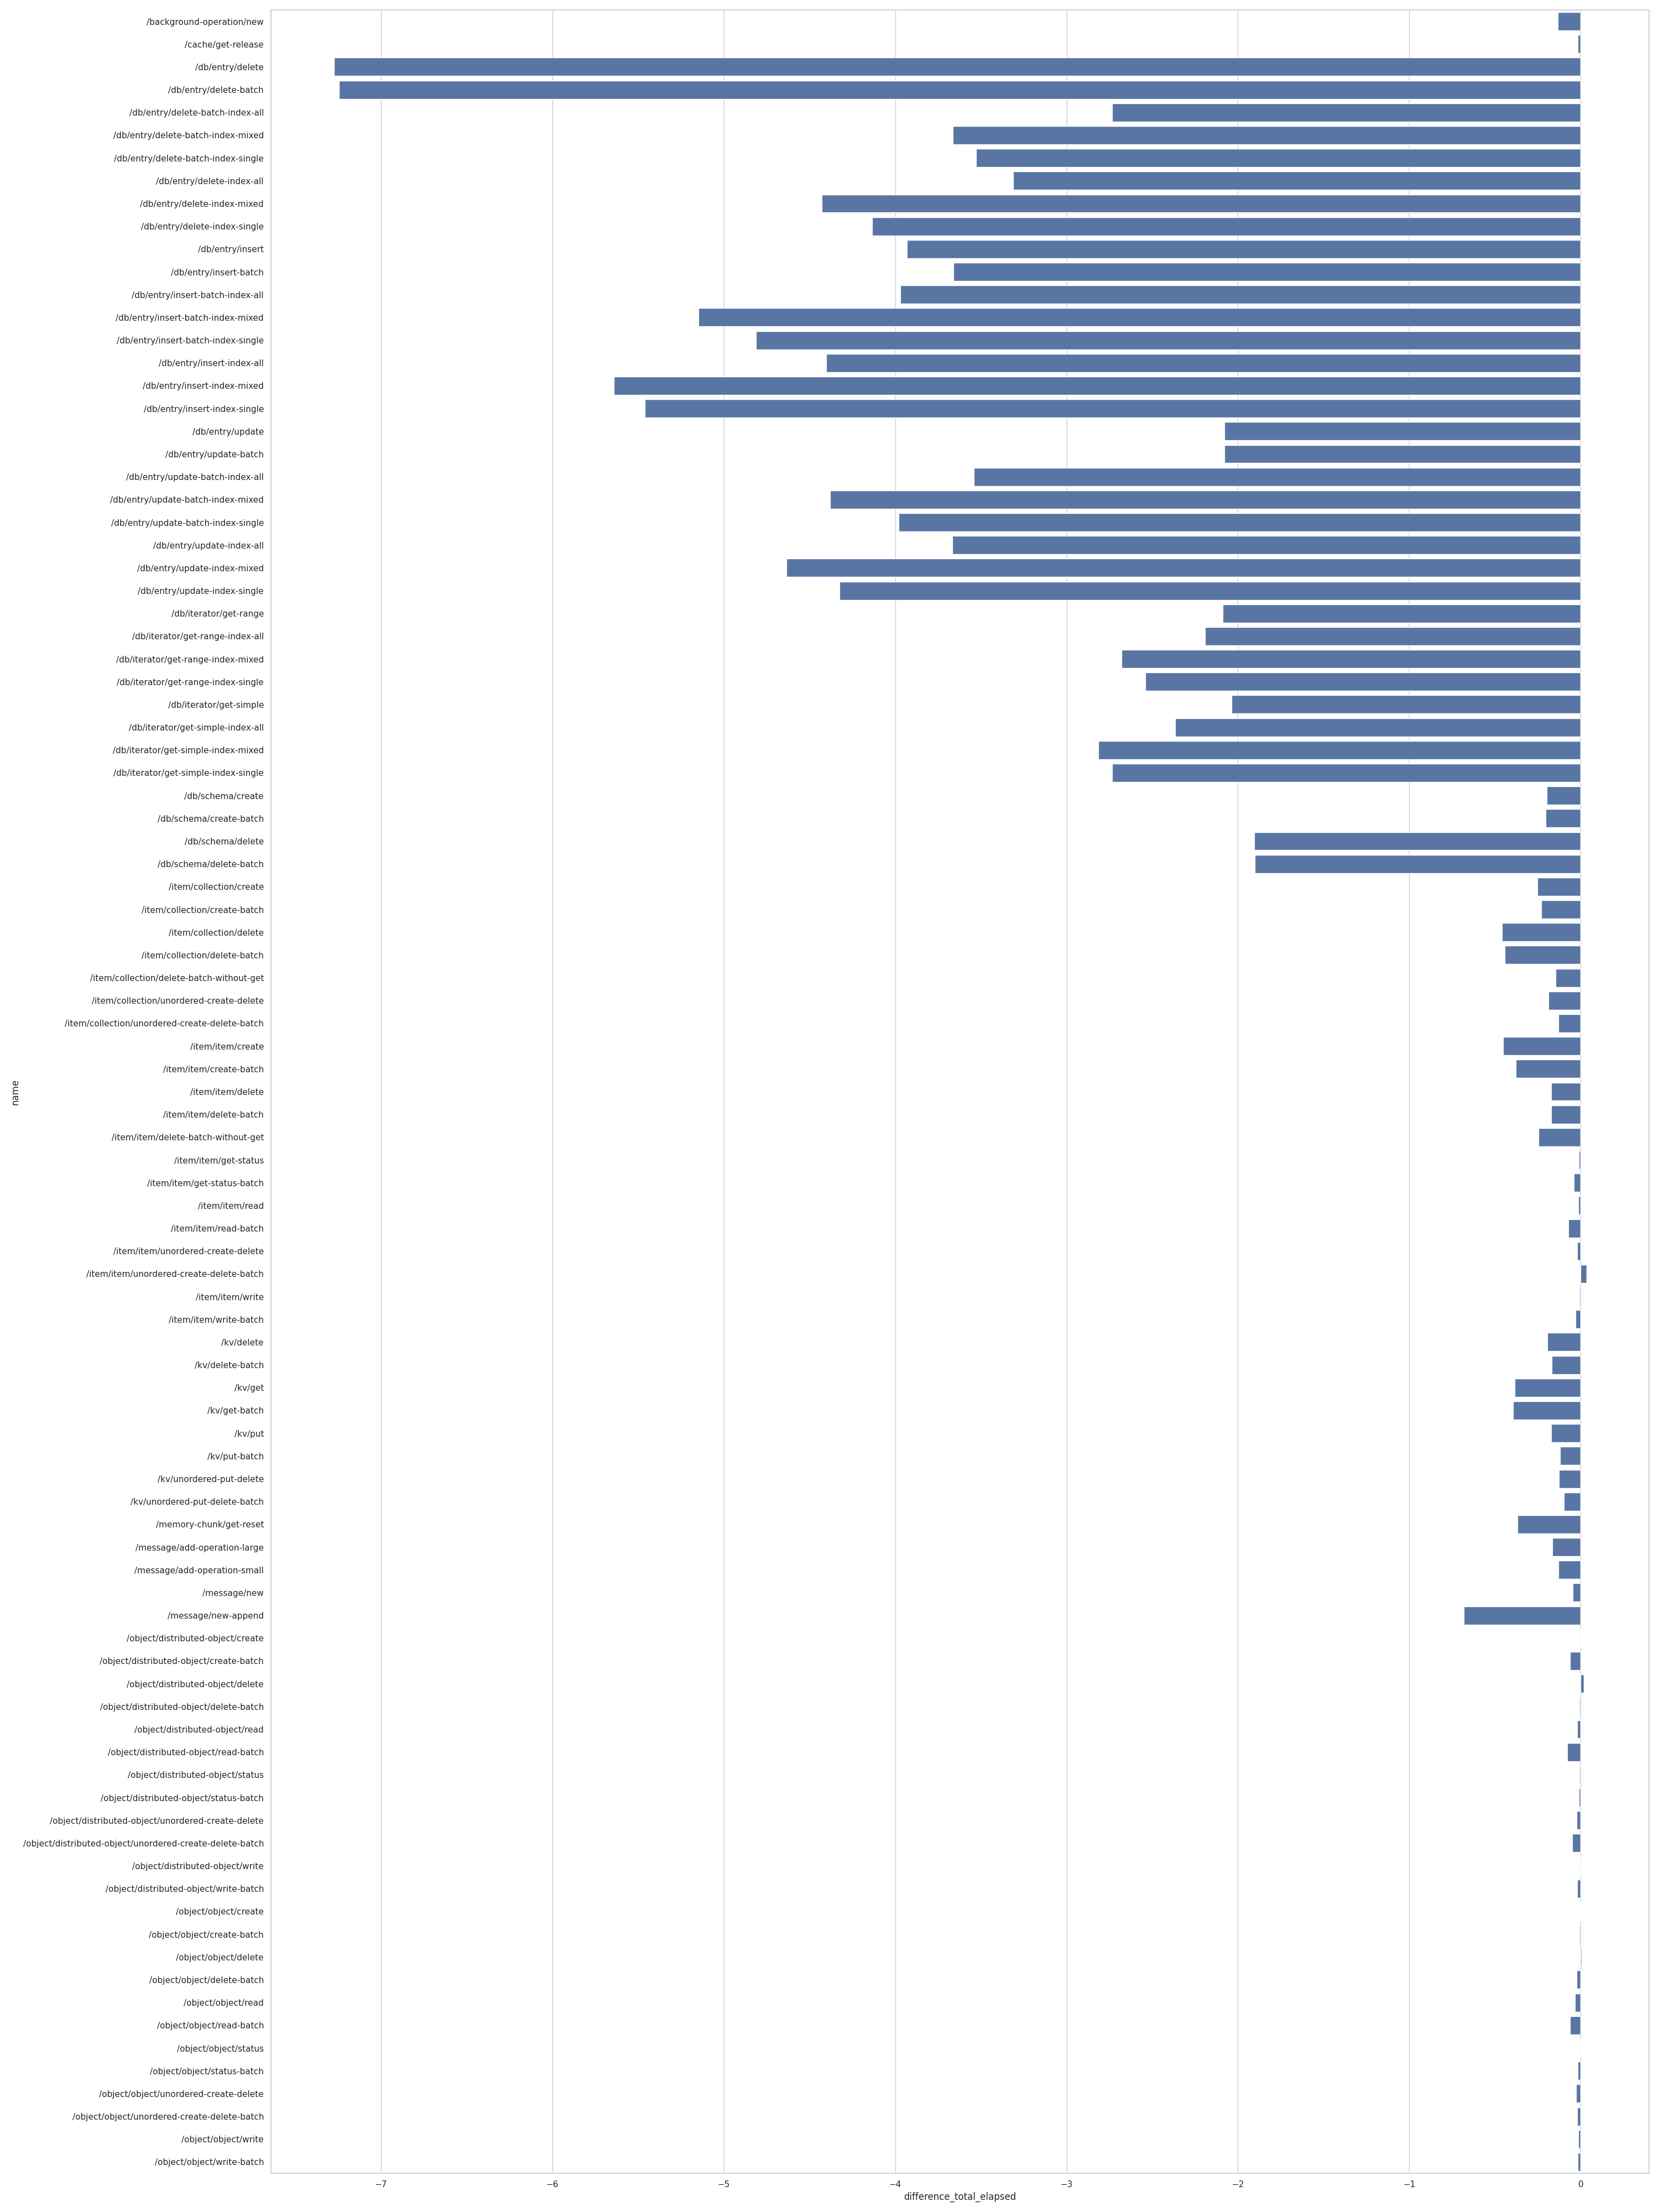 /background-operation/new
/cache/get-release
/db/entry/delete
/db/entry/delete-batch
/db/entry/delete-batch-index-all
/db/entry/delete-batch-index-mixed
/db/entry/delete-batch-index-single
/db/entry/delete-index-all
/db/entry/delete-index-mixed
/db/entry/delete-index-single
/db/entry/insert
/db/entry/insert-batch
/db/entry/insert-batch-index-all
/db/entry/insert-batch-index-mixed
/db/entry/insert-batch-index-single
/db/entry/insert-index-all
/db/entry/insert-index-mixed
/db/entry/insert-index-single
/db/entry/update
/db/entry/update-batch
/db/entry/update-batch-index-all
/db/entry/update-batch-index-mixed
/db/entry/update-batch-index-single
/db/entry/update-index-all
/db/entry/update-index-mixed
/db/entry/update-index-single
/db/iterator/get-range
/db/iterator/get-range-index-all
/db/iterator/get-range-index-mixed
/db/iterator/get-range-index-single
/db/iterator/get-simple
/db/iterator/get-simple-index-all
/db/iterator/get-simple-index-mixed
/db/iterator/get-simple-index-single
/db/schema/create
/db/schema/create-batch
/db/schema/delete
/db/schema/delete-batch
/item/collection/create
/item/collection/create-batch
/item/collection/delete
/item/collection/delete-batch
/item/collection/delete-batch-without-get
/item/collection/unordered-create-delete
/item/collection/unordered-create-delete-batch
/item/item/create
/item/item/create-batch
/item/item/delete
/item/item/delete-batch
/item/item/delete-batch-without-get
/item/item/get-status
/item/item/get-status-batch
/item/item/read
/item/item/read-batch
/item/item/unordered-create-delete
/item/item/unordered-create-delete-batch
/item/item/write
/item/item/write-batch
/kv/delete
/kv/delete-batch
/kv/get
/kv/get-batch
/kv/put
/kv/put-batch
/kv/unordered-put-delete
/kv/unordered-put-delete-batch
/memory-chunk/get-reset
/message/add-operation-large
/message/add-operation-small
/message/new
/message/new-append
/object/distributed-object/create
/object/distributed-object/create-batch
/object/distributed-object/delete
/object/distributed-object/delete-batch
/object/distributed-object/read
/object/distributed-object/read-batch
/object/distributed-object/status
/object/distributed-object/status-batch
/object/distributed-object/unordered-create-delete
/object/distributed-object/unordered-create-delete-batch
/object/distributed-object/write
/object/distributed-object/write-batch
/object/object/create
/object/object/create-batch
/object/object/delete
/object/object/delete-batch
/object/object/read
/object/object/read-batch
/object/object/status
/object/object/status-batch
/object/object/unordered-create-delete
/object/object/unordered-create-delete-batch
/object/object/write
/object/object/write-batch
name
−7 −6 −5 −4 −3 −2 −1 0
difference_total_elapsed